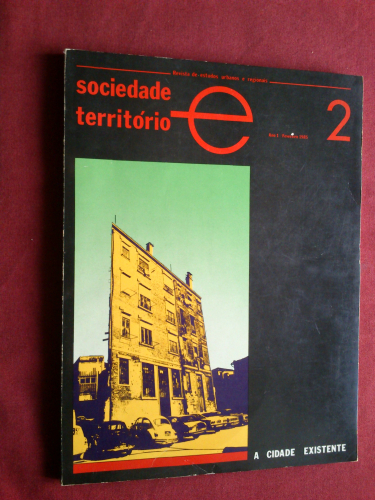 Revista de estudos urbanos e regionais
sociedade
e
território
2
A CIDADE EXISTENTE